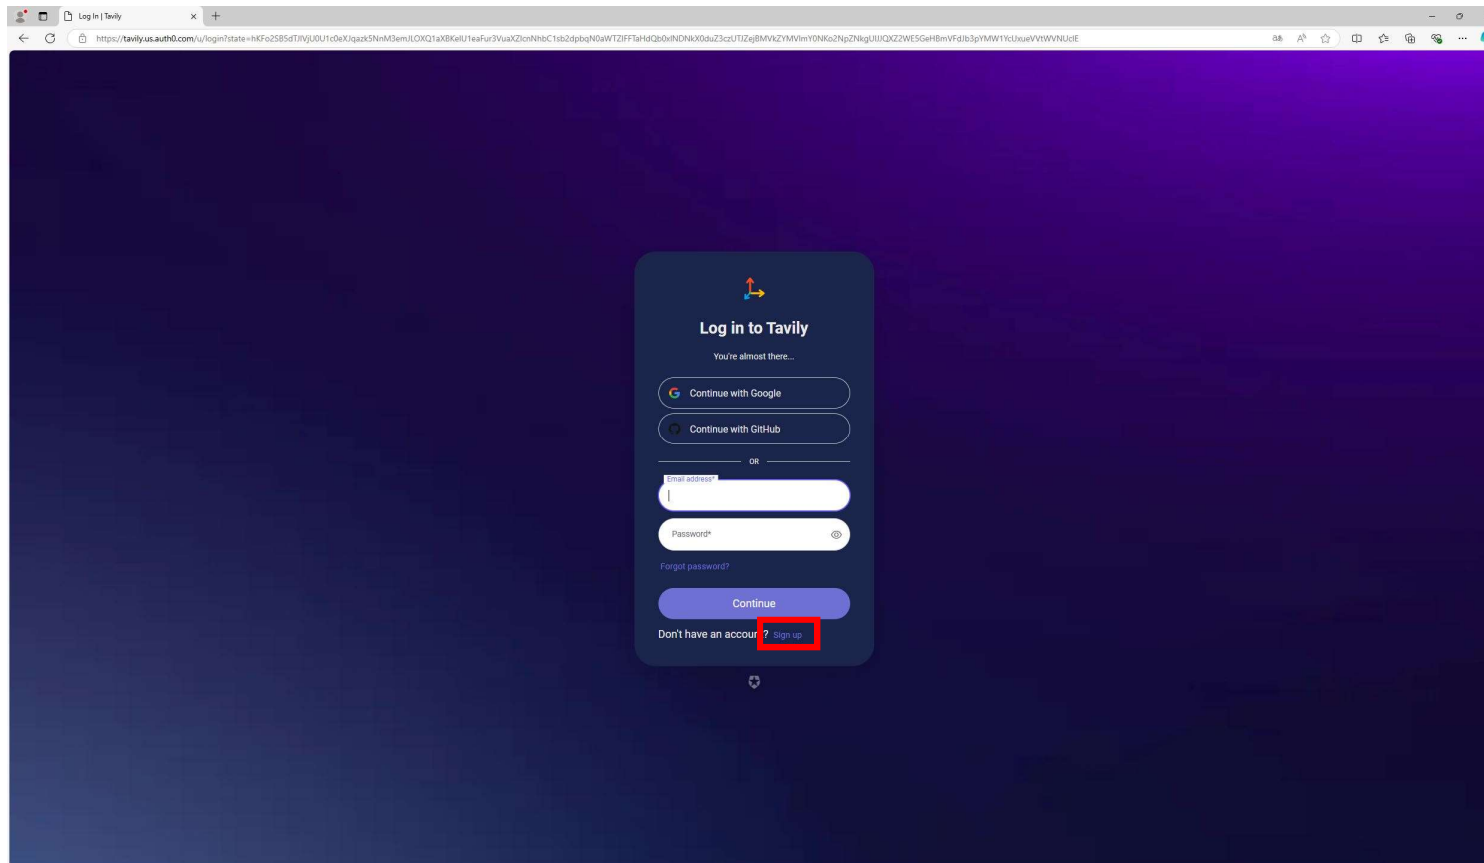 Log In | Tavily
Log in to Tavily
You're almost there...
Continue with Google
Continue with GitHub
OR
Email address*
Password*
Forgot password?
Continue
Don't have an account? Sign up